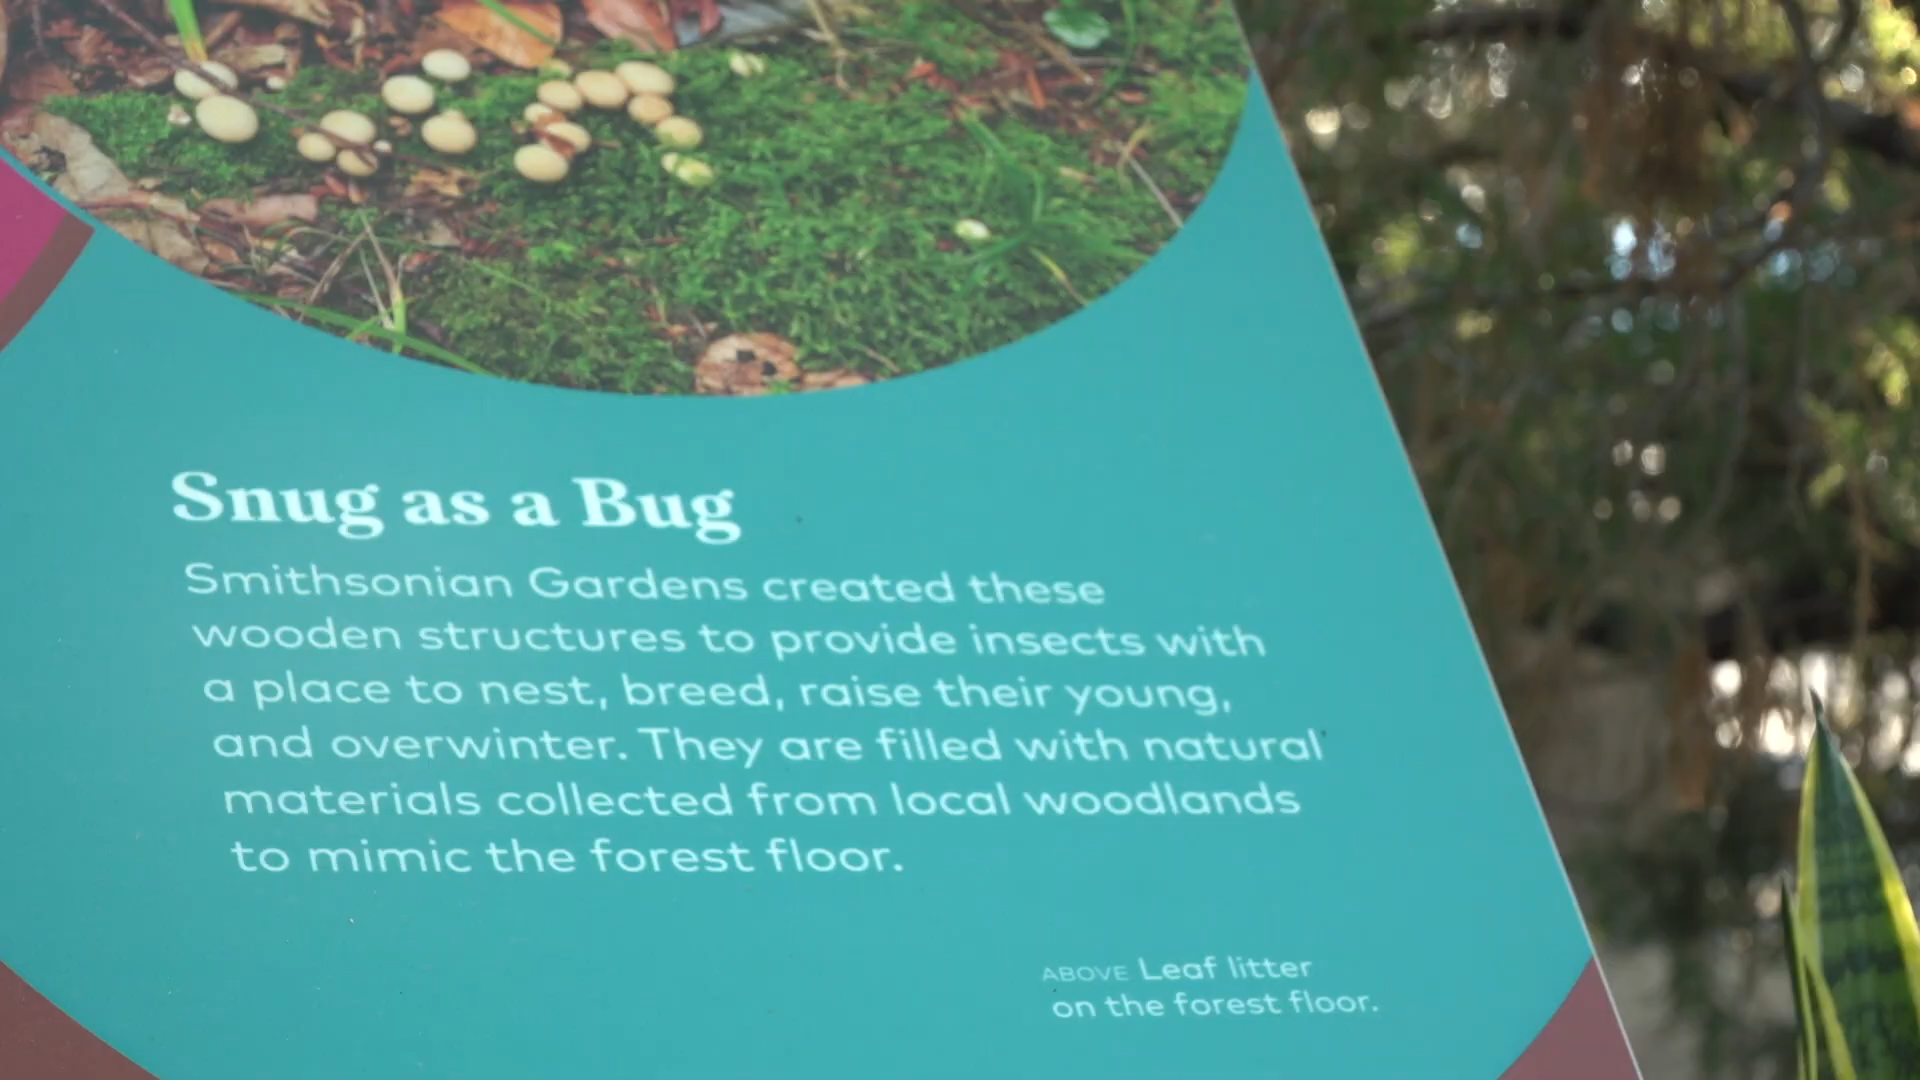 Snug as a Bug
Smithsonian Gardens created these
wooden structures to provide insects with
a place to nest, breed, raise their young,
and overwinter. They are filled with natural
materials collected from local woodlands
to mimic the forest floor.
ABOVE Leaf litter
on the forest floor.